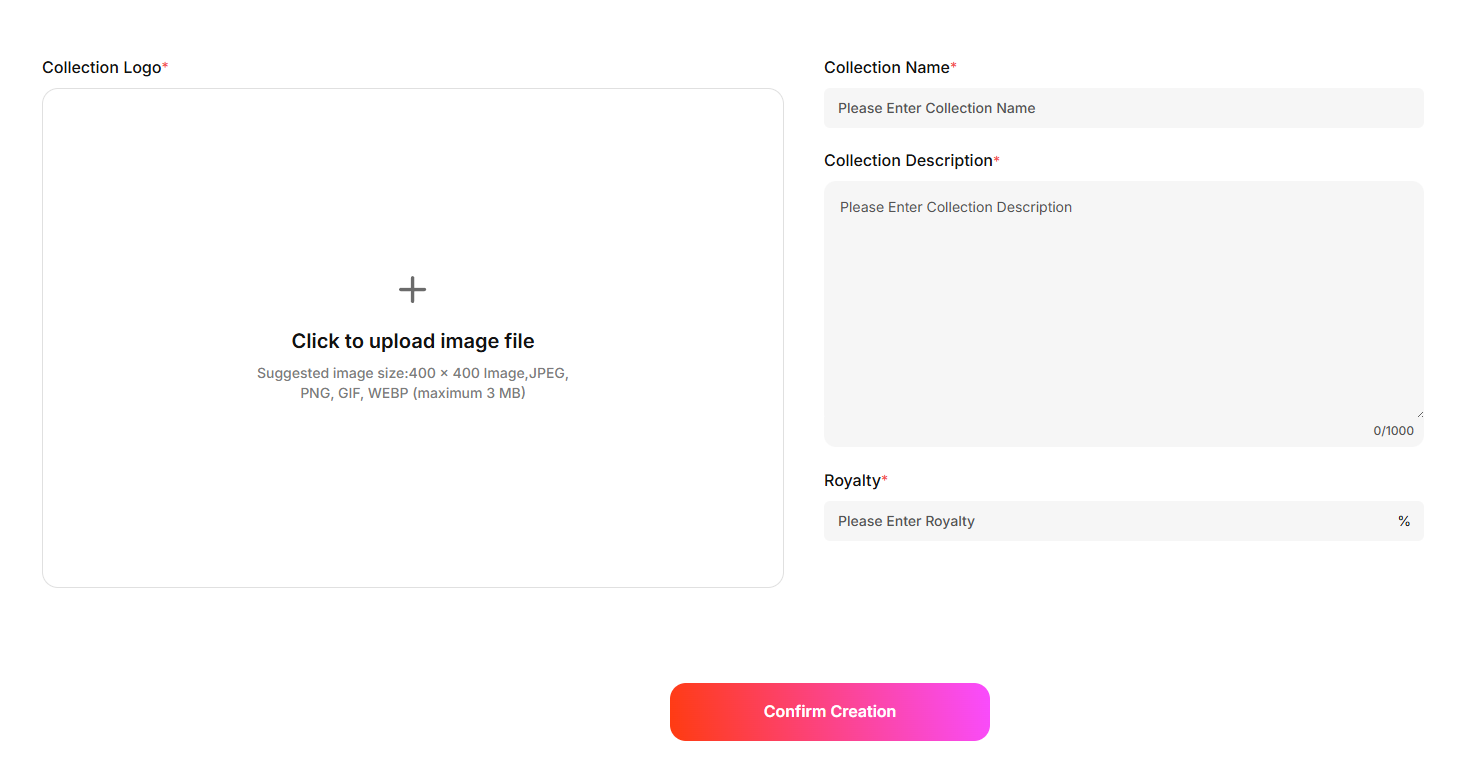 Collection Logo*
Click to upload image file
Suggested image size:400 × 400 Image,JPEG,
PNG, GIF, WEBP (maximum 3 MB)
Collection Name*
Please Enter Collection Name
Collection Description*
Please Enter Collection Description
0/1000
Royalty*
Please Enter Royalty %
Confirm Creation